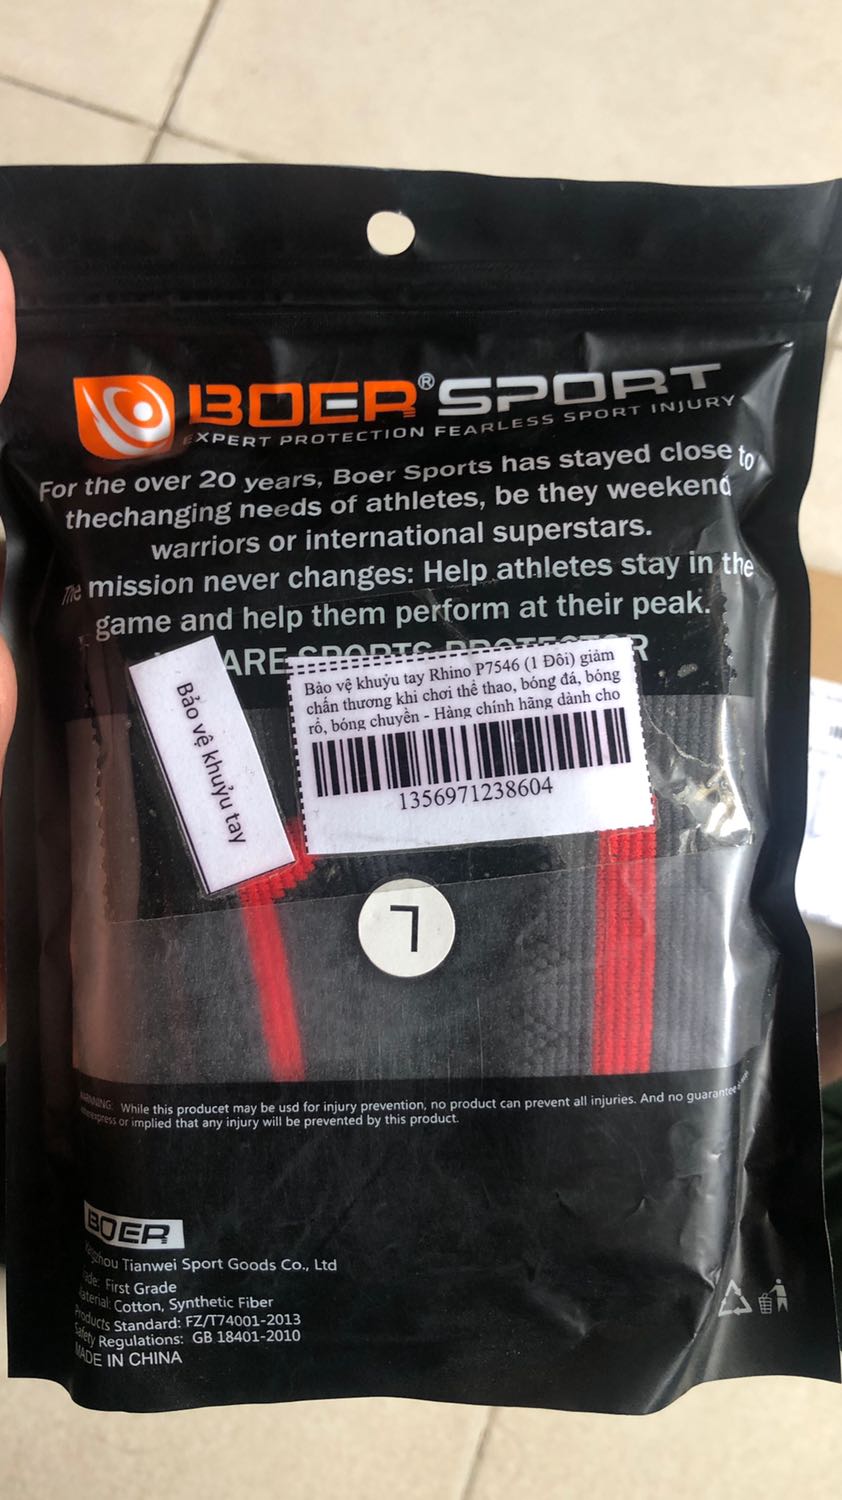 BOER® SPORT
EXPERT PROTECTION FEARLESS SPORT INJURY
For the over 20 years, Boer Sports has stayed close to
thechanging needs of athletes, be they weekend
warriors or international superstars.
The mission never changes: Help athletes stay in the
game and help them perform at their peak.
ARE SPORTS PROTECTOR
Bảo vệ khuỷu tay
Bảo vệ khuỷu tay Rhino P7546 (1 Đôi) giảm
chấn thương khi chơi thể thao, bóng đá, bóng
rổ, bóng chuyền - Hàng chính hãng dành cho
1356971238604
L
WARNING: While this producet may be usd for injury prevention, no product can prevent all injuries. And no guarantee
or implied that any injury will be prevented by this product.
BOER
Tianwei Sport Goods Co., Ltd
First Grade
Material: Cotton, Synthetic Fiber
Products Standard: FZ/T74001-2013
Safety Regulations: GB 18401-2010
MADE IN CHINA